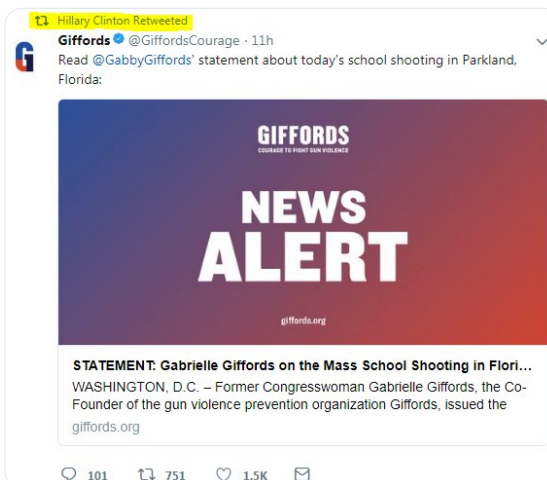 Hillary Clinton Retweeted
Giffords @GiffordsCourage · 11h
Read @GabbyGiffords' statement about today's school shooting in Parkland,
Florida:
GIFFORDS
COURAGE TO FIGHT GUN VIOLENCE
NEWS
ALERT
giffords.org
STATEMENT: Gabrielle Giffords on the Mass School Shooting in Flori...
WASHINGTON, D.C. – Former Congresswoman Gabrielle Giffords, the Co-
Founder of the gun violence prevention organization Giffords, issued the
giffords.org
101 751 1.5K